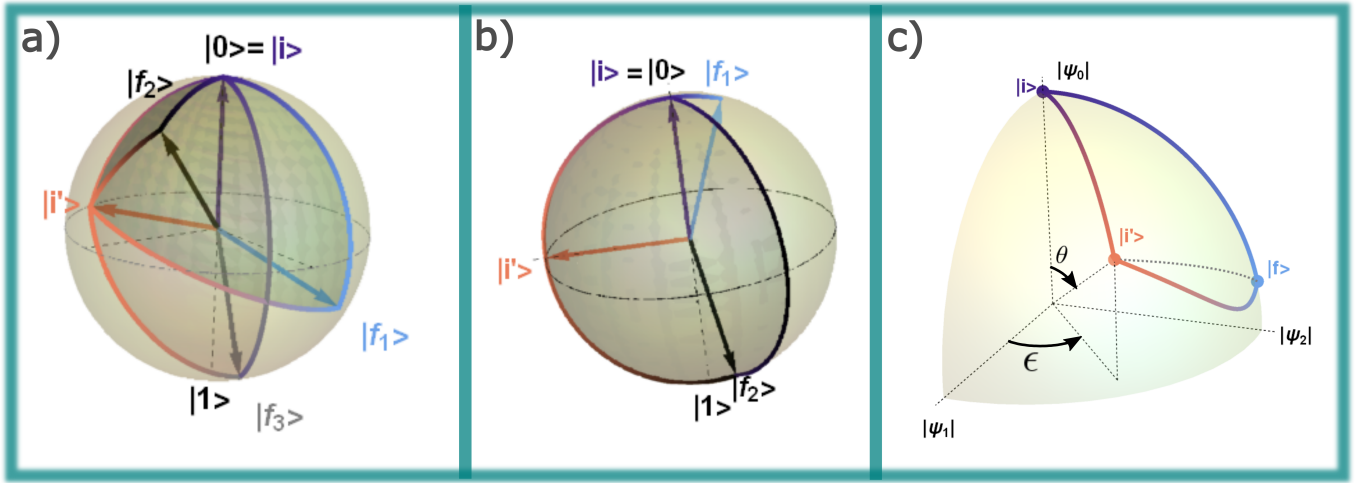 a)
|0>= |i>
|f₂>
|i'>
|f₁>
|1>
|f₃>
b)
|i> =|0> |f₁>
|i'>
|1> |f₂>
c)
|i> |ψ₀|
|i'>
θ
|f>
|ψ₂|
ϵ
|ψ₁|